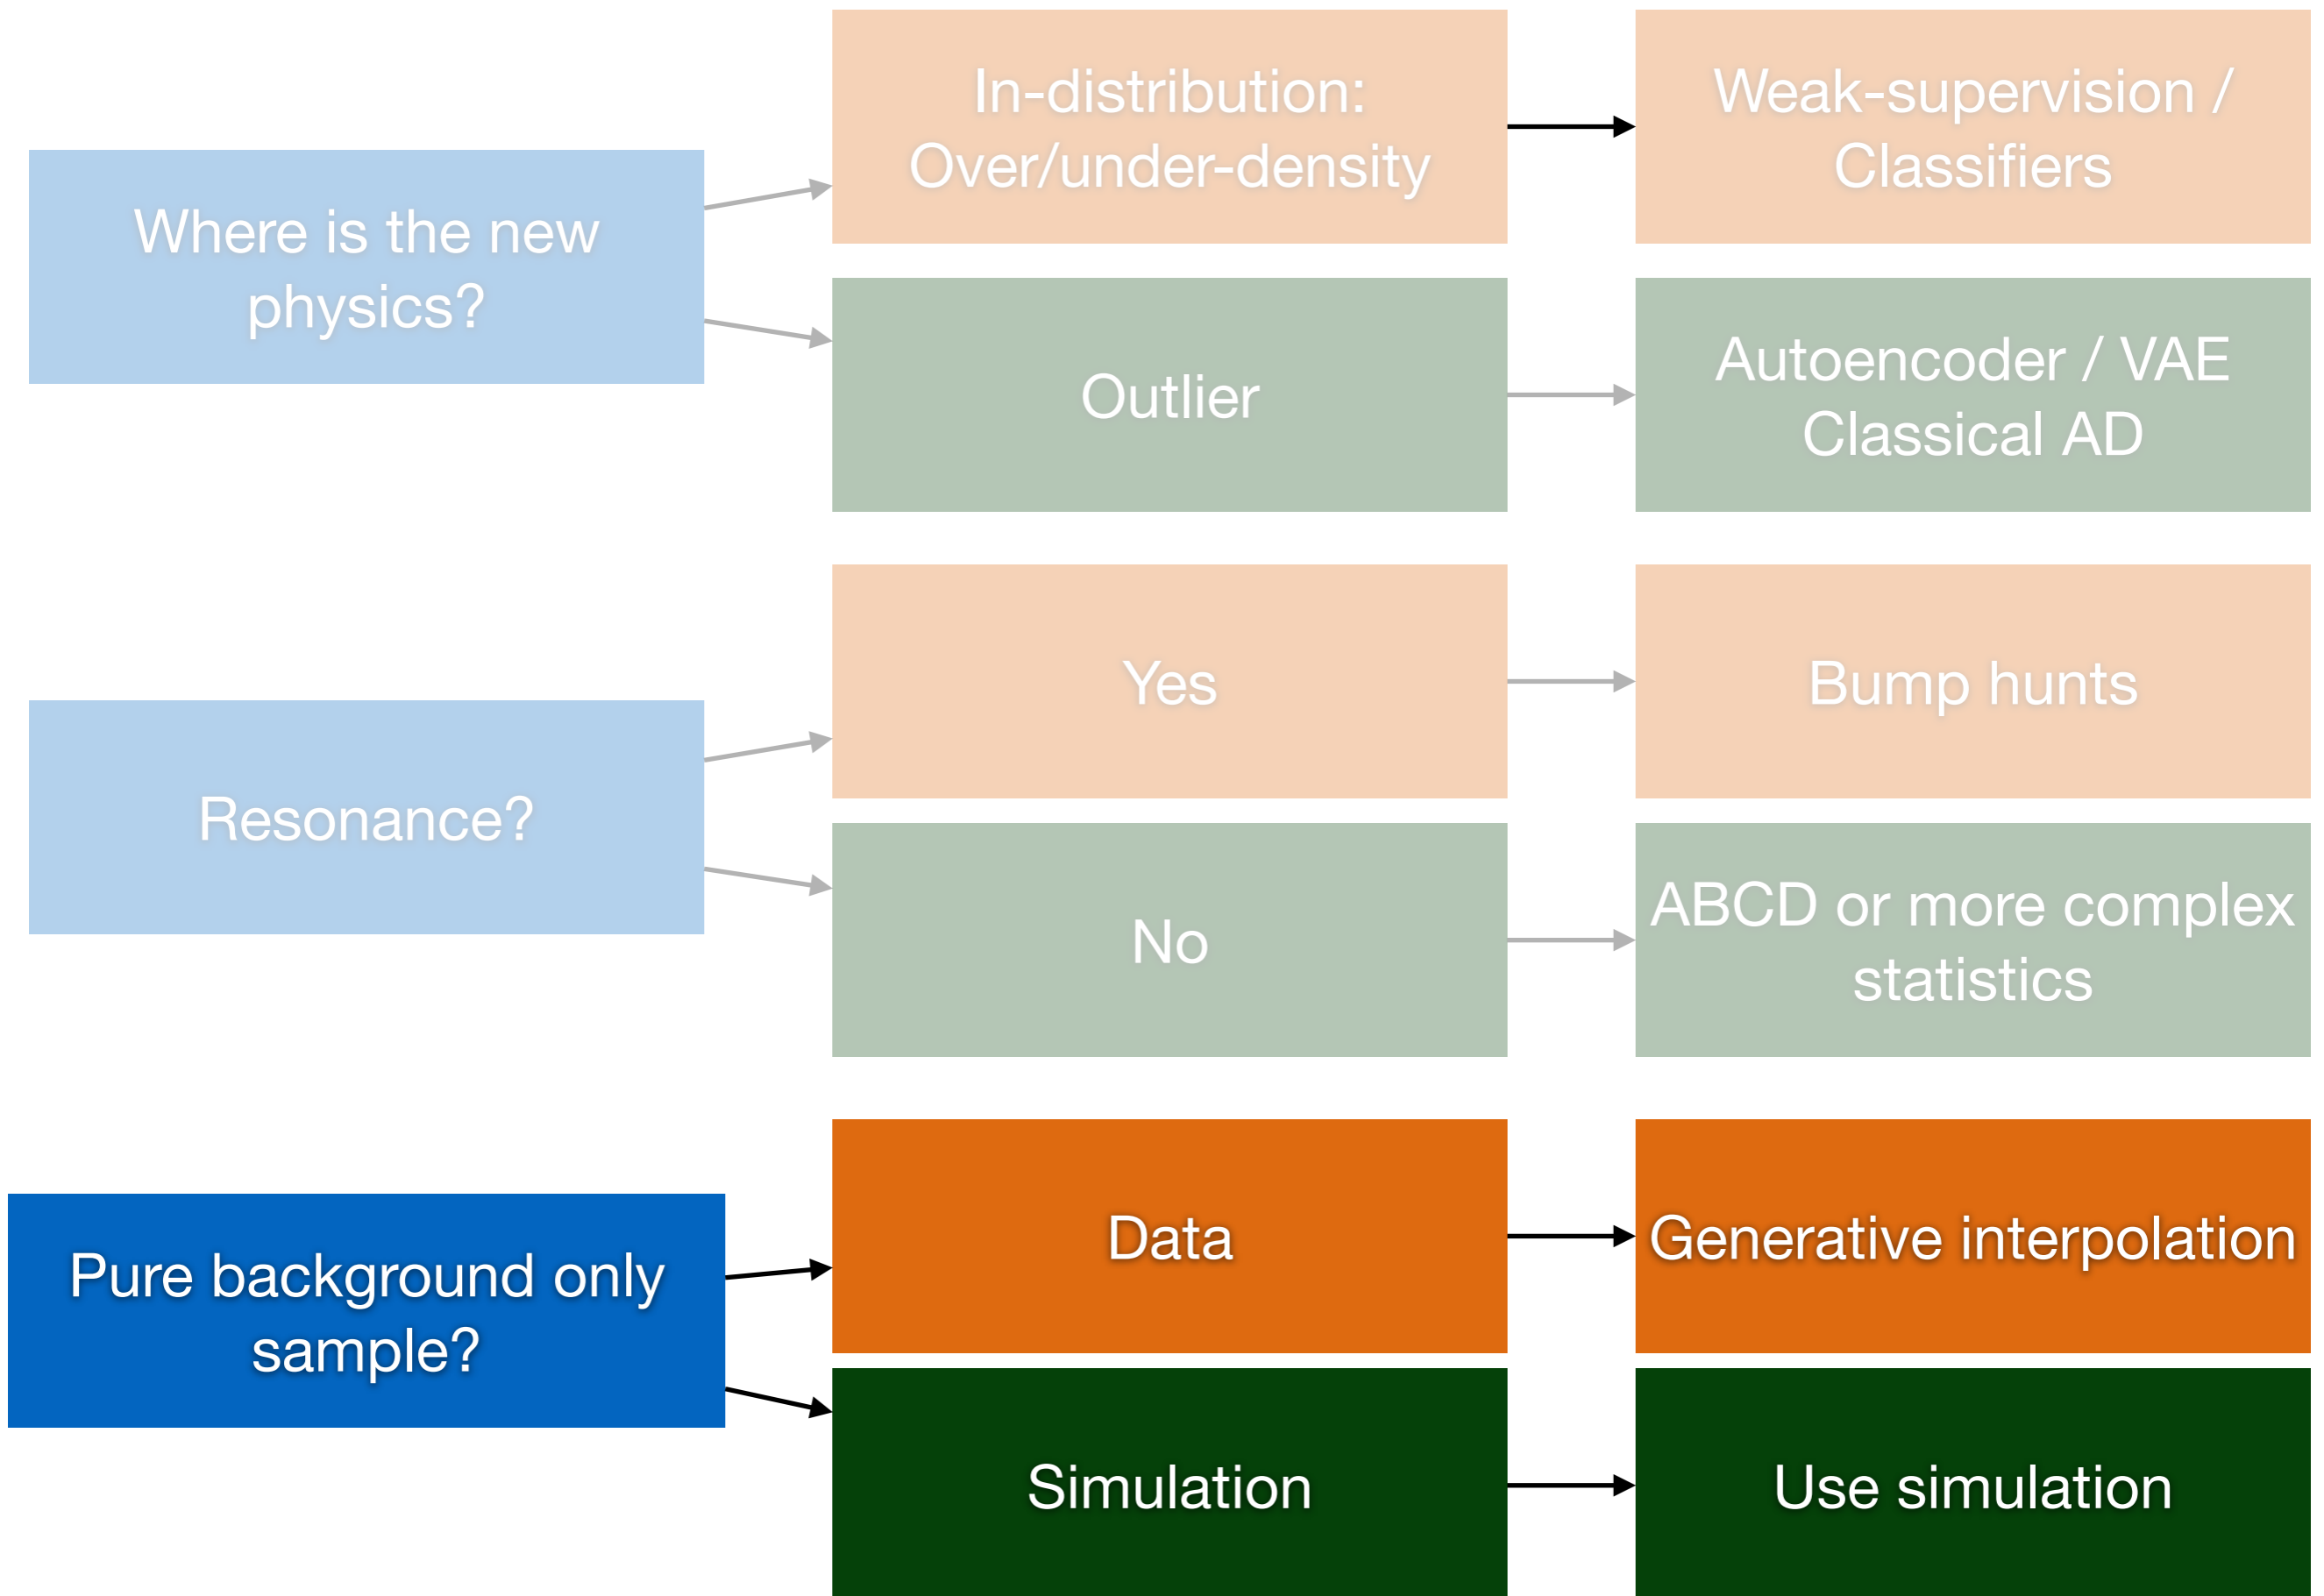 Where is the new
physics?
In-distribution:
Over/under-density
Weak-supervision /
Classifiers
Outlier
Autoencoder / VAE
Classical AD
Resonance?
Yes
Bump hunts
No
ABCD or more complex
statistics
Pure background only
sample?
Data
Generative interpolation
Simulation
Use simulation